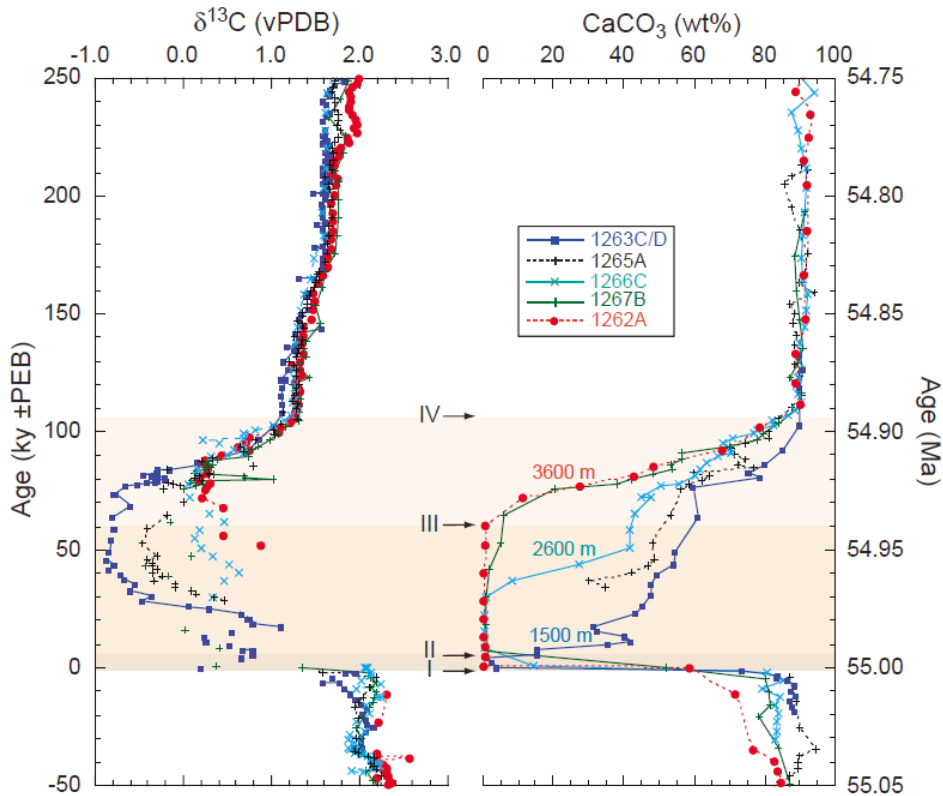 δ¹³C (vPDB)
CaCO₃ (wt%)
-1.0 0.0 1.0 2.0 3.0
0 20 40 60 80 100
250
200
150
100
50
0
-50
Age (ky ±PEB)
1263C/D
1265A
1266C
1267B
1262A
IV
III
II
I
3600 m
2600 m
1500 m
54.75
54.80
54.85
54.90
54.95
55.00
55.05
Age (Ma)